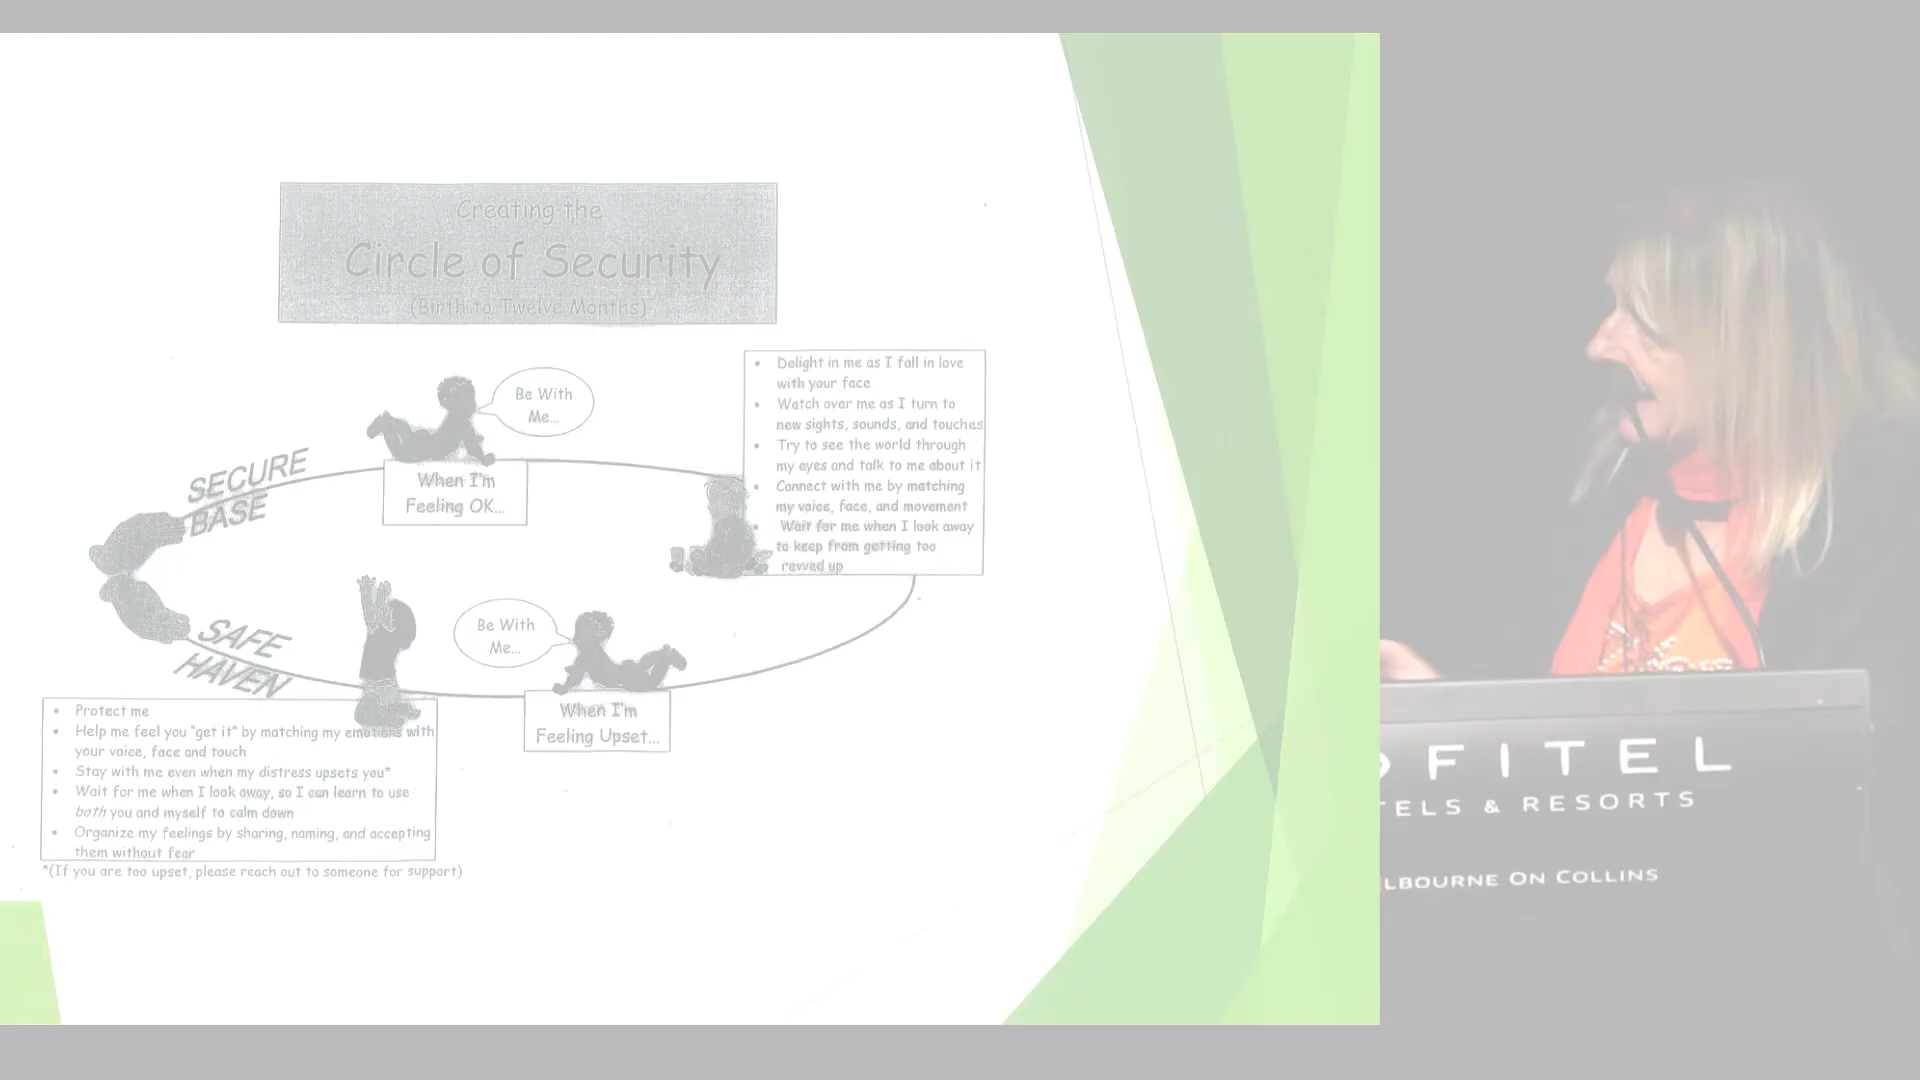 Creating the
Circle of Security
(Birth to Twelve Months)
Be With
Me...
When I'm
Feeling OK...
SECURE
BASE
• Delight in me as I fall in love
with your face
• Watch over me as I turn to
new sights, sounds, and touches
• Try to see the world through
my eyes and talk to me about it
• Connect with me by matching
my voice, face, and movement
• Wait for me when I look away
to keep from getting too
revved up
SAFE
HAVEN
Be With
Me...
When I'm
Feeling Upset...
• Protect me
• Help me feel you "get it" by matching my emotions with
your voice, face and touch
• Stay with me even when my distress upsets you*
• Wait for me when I look away, so I can learn to use
both you and myself to calm down
• Organize my feelings by sharing, naming, and accepting
them without fear
*(If you are too upset, please reach out to someone for support)
OFITEL
TELS & RESORTS
LBOURNE ON COLLINS